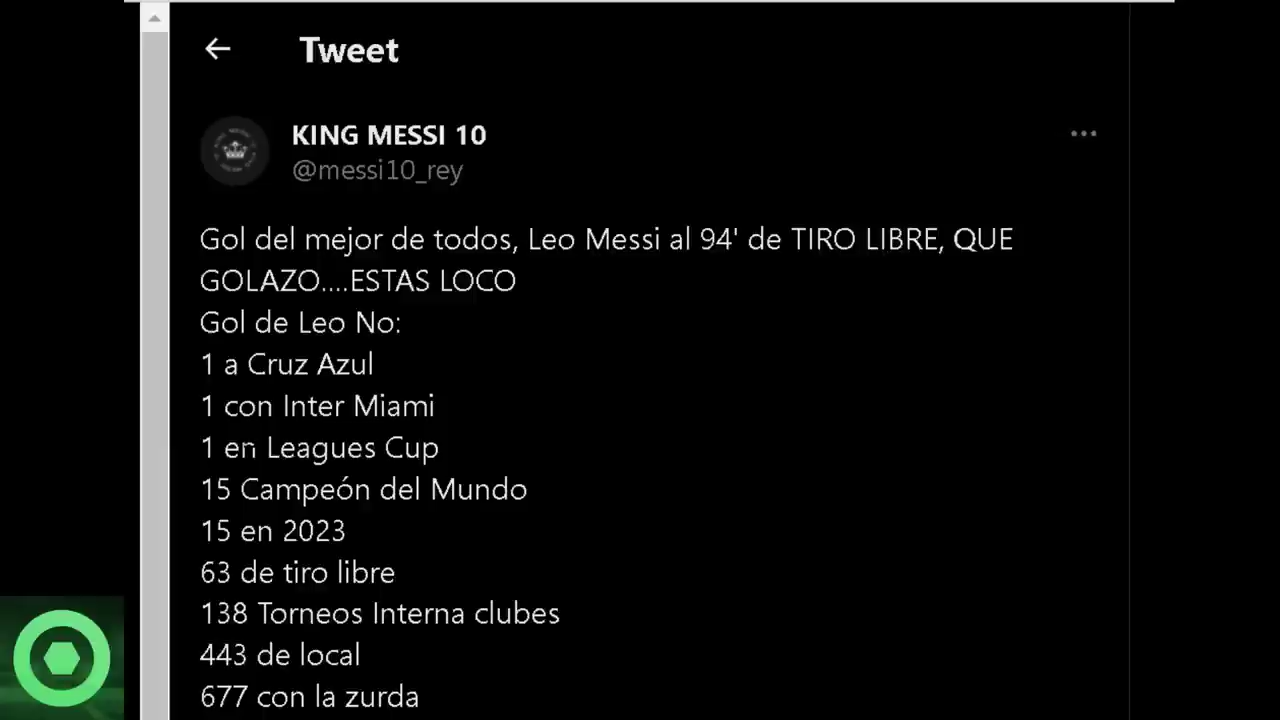 Tweet
KING MESSI 10
@messi10_rey
Gol del mejor de todos, Leo Messi al 94' de TIRO LIBRE, QUE
GOLAZO....ESTAS LOCO
Gol de Leo No:
1 a Cruz Azul
1 con Inter Miami
1 en Leagues Cup
15 Campeón del Mundo
15 en 2023
63 de tiro libre
138 Torneos Interna clubes
443 de local
677 con la zurda